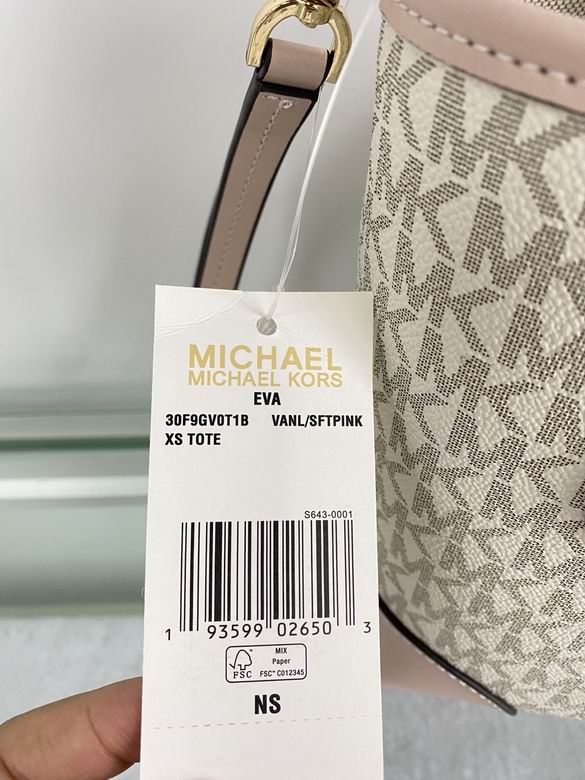 MICHAEL
MICHAEL KORS
EVA
30F9GV0T1B VANL/SFTPINK
XS TOTE
S643-0001
1 93599 02650 3
MIX
Paper
FSC™ C012345
FSC
NS